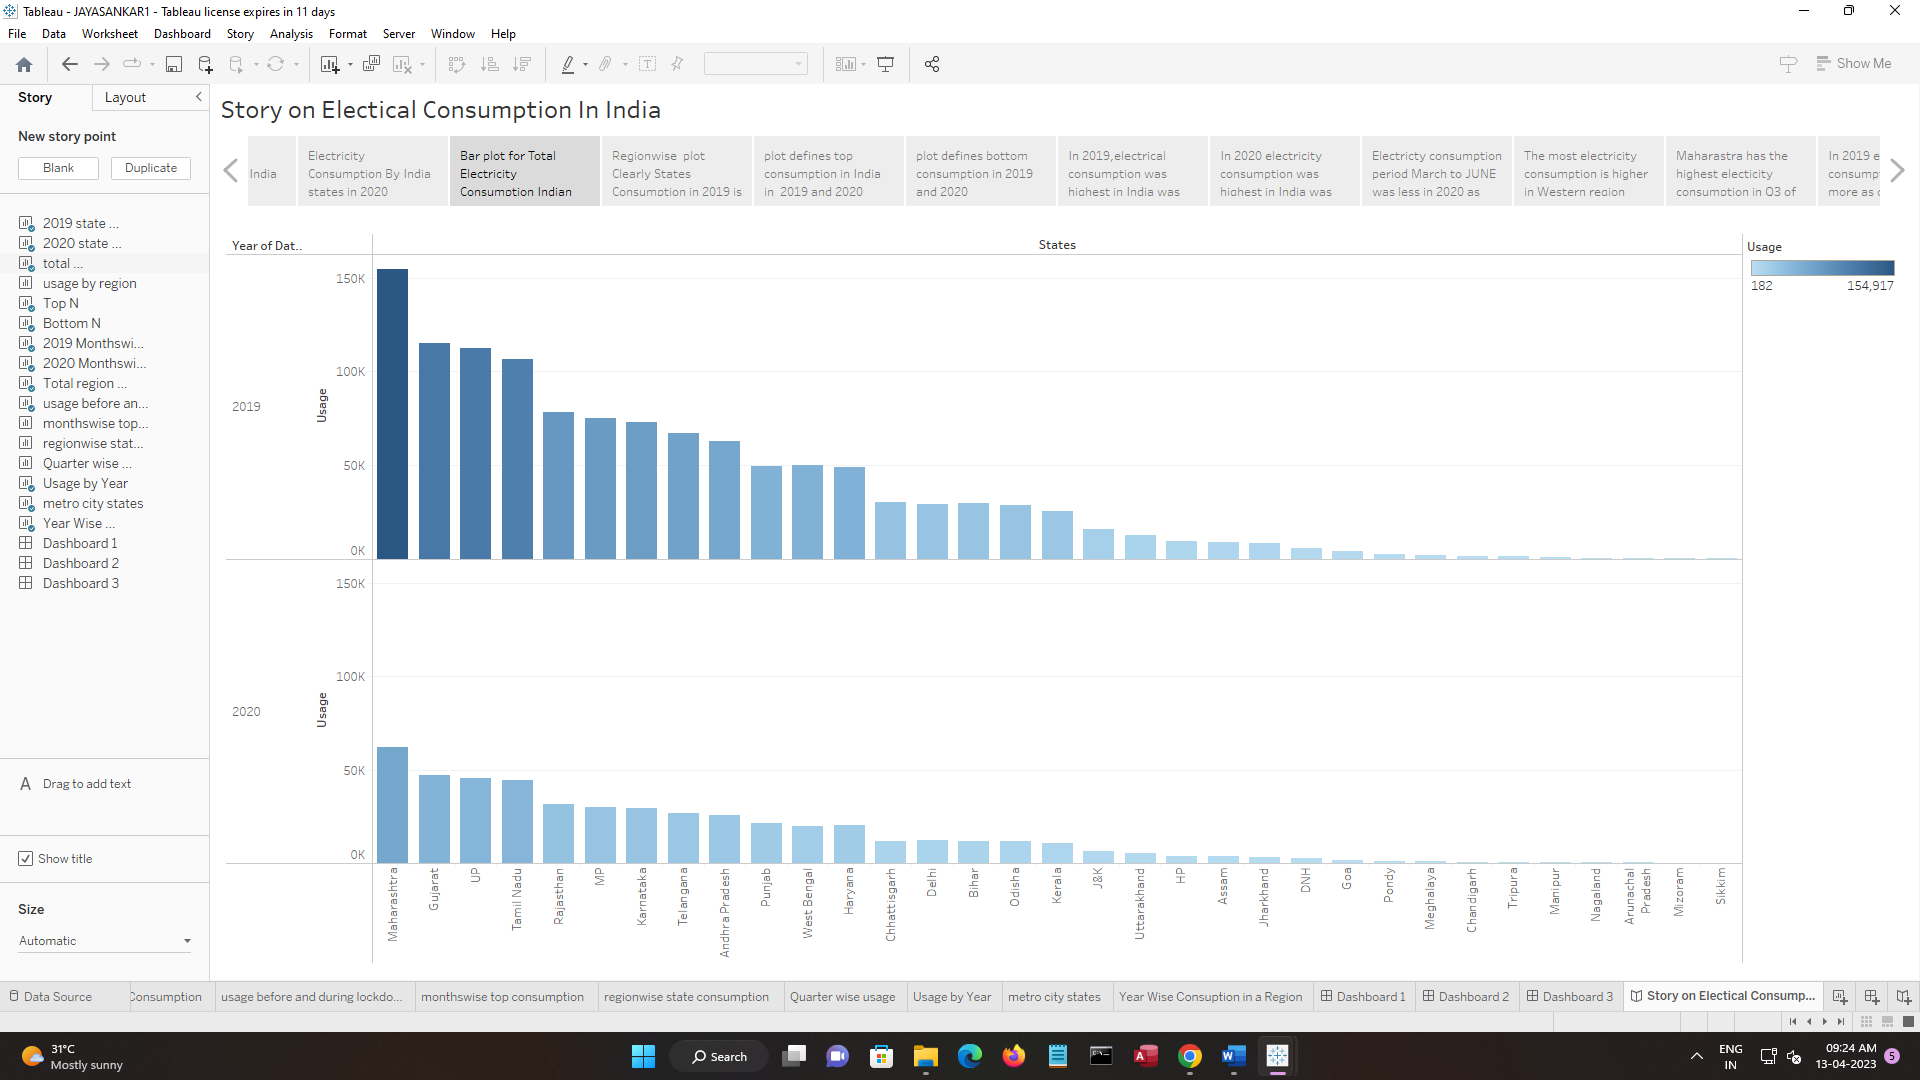 Tableau - JAYASANKAR1 - Tableau license expires in 11 days
File Data Worksheet Dashboard Story Analysis Format Server Window Help
Show Me
Story Layout
New story point
Blank Duplicate
2019 state ...
2020 state ...
total ...
usage by region
Top N
Bottom N
2019 Monthswi...
2020 Monthswi...
Total region ...
usage before an...
monthswise top...
regionwise stat...
Quarter wise ...
Usage by Year
metro city states
Year Wise ...
Dashboard 1
Dashboard 2
Dashboard 3
A Drag to add text
Show title
Size
Automatic
Story on Electical Consumption In India
India
Electricity
Consumption By India
states in 2020
Bar plot for Total
Electricity
Consumption Indian
Regionwise plot
Clearly States
Consumption in 2019 is
plot defines top
consumption in India
in 2019 and 2020
plot defines bottom
consumption in 2019
and 2020
In 2019,electrical
consumption was
highest in India was
In 2020 electricity
consumption was
highest in India was
Electricty consumption
period March to JUNE
was less in 2020 as
The most electricity
consumption is higher
in Western region
Maharastra has the
highest electicity
consumption in Q3 of
In 2019 e
consumption
more as c
Year of Dat..
States
2019
Usage
150K
100K
50K
0K
2020
Usage
150K
100K
50K
0K
Maharashtra
Gujarat
UP
Tamil Nadu
Rajasthan
MP
Karnataka
Telangana
Andhra Pradesh
Punjab
West Bengal
Haryana
Chhattisgarh
Delhi
Bihar
Odisha
Kerala
J&K
Uttarakhand
HP
Assam
Jharkhand
DNH
Goa
Pondy
Meghalaya
Chandigarh
Tripura
Manipur
Nagaland
Arunachal
Pradesh
Mizoram
Sikkim
Usage
182 154,917
Data Source Consumption usage before and during lockdo... monthswise top consumption regionwise state consumption Quarter wise usage Usage by Year metro city states Year Wise Consuption in a Region Dashboard 1 Dashboard 2 Dashboard 3 Story on Electical Consump...
31°C
Mostly sunny
Search
ENG
IN
09:24 AM
13-04-2023
5